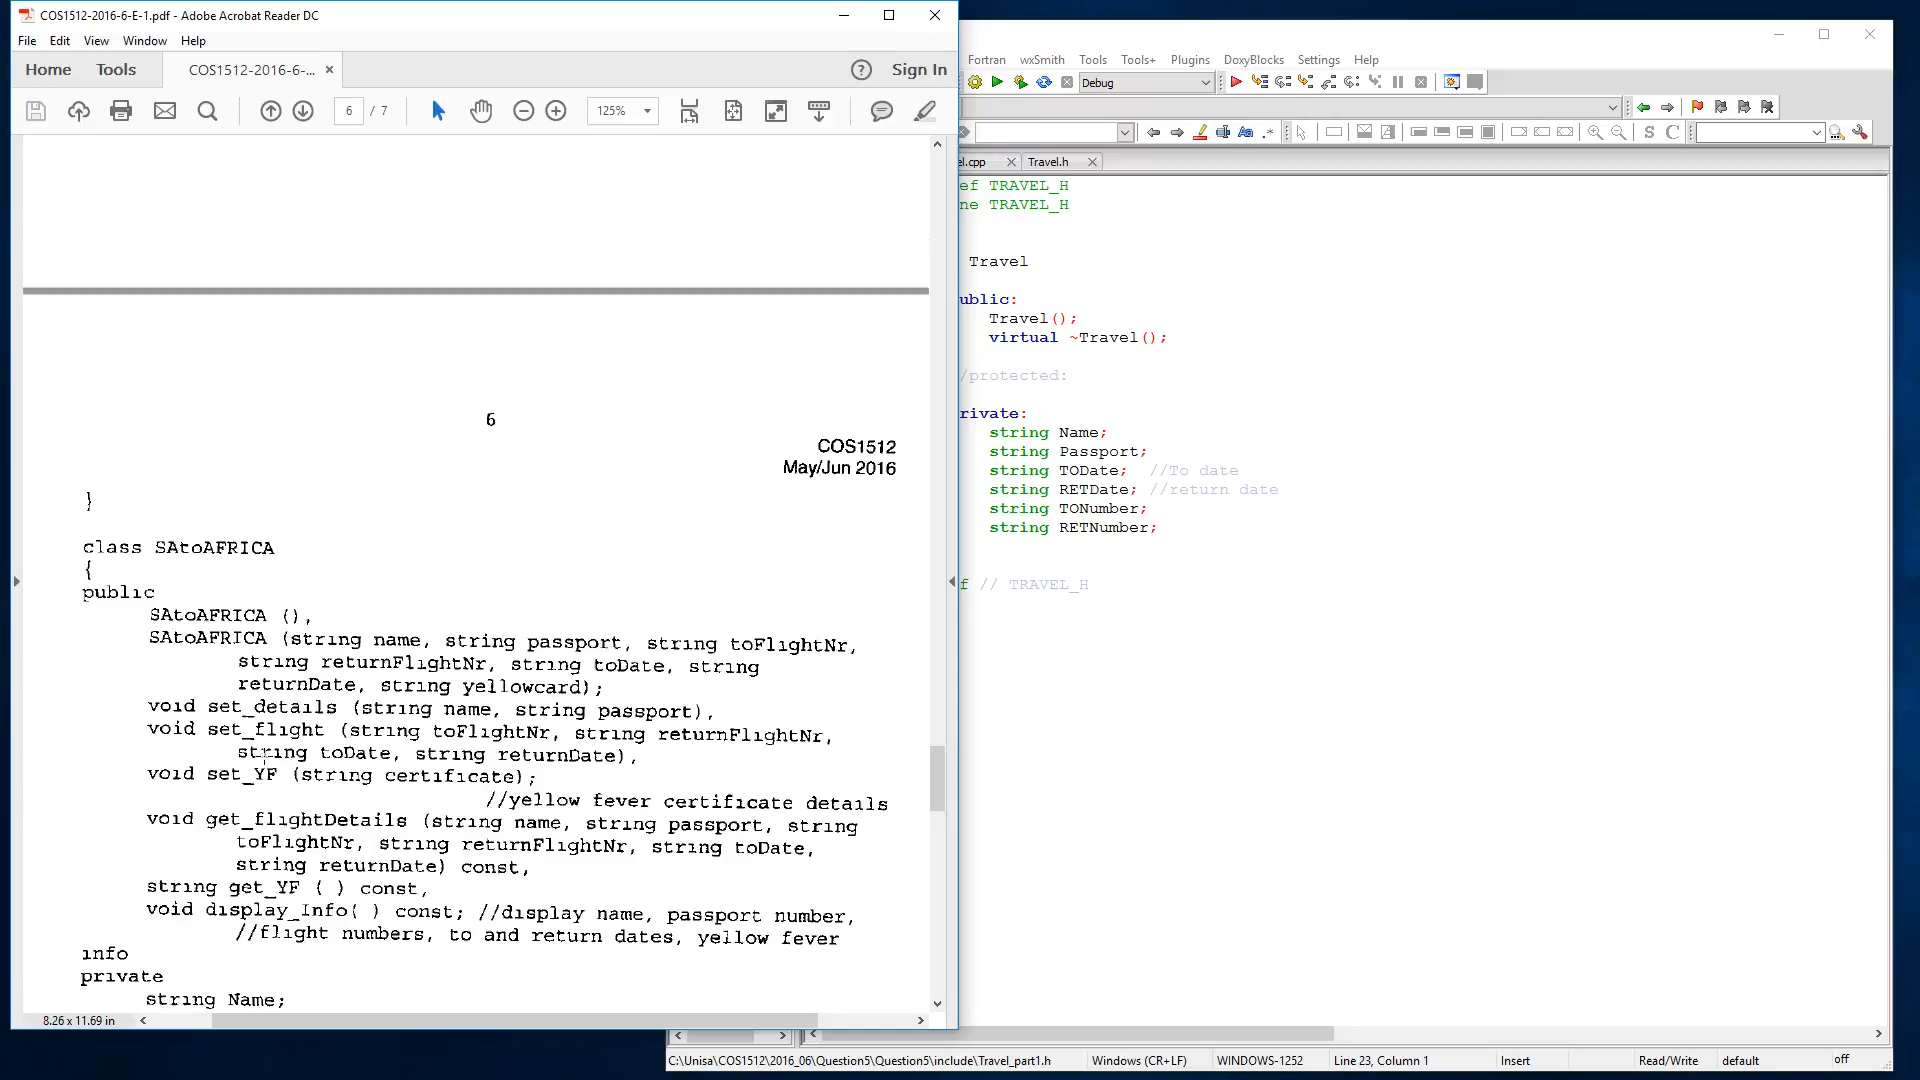 COS1512-2016-6-E-1.pdf - Adobe Acrobat Reader DC
File Edit View Window Help
Home Tools COS1512-2016-6-... × Sign In
6 / 7 125%
6
COS1512
May/Jun 2016
}
class SAtoAFRICA
{
public
SAtoAFRICA (),
SAtoAFRICA (string name, string passport, string toFlightNr,
string returnFlightNr, string toDate, string
returnDate, string yellowcard);
void set_details (string name, string passport),
void set_flight (string toFlightNr, string returnFlightNr,
string toDate, string returnDate),
void set_YF (string certificate);
//yellow fever certificate details
void get_flightDetails (string name, string passport, string
toFlightNr, string returnFlightNr, string toDate,
string returnDate) const,
string get_YF ( ) const,
void display_Info( ) const; //display name, passport number,
//flight numbers, to and return dates, yellow fever
info
private
string Name;
8.26 x 11.69 in
Fortran wxSmith Tools Tools+ Plugins DoxyBlocks Settings Help
Debug
S C
el.cpp Travel.h
ef TRAVEL_H
ne TRAVEL_H
Travel
ublic:
Travel();
virtual ~Travel();
/protected:
rivate:
string Name;
string Passport;
string TODate; //To date
string RETDate; //return date
string TONumber;
string RETNumber;
f // TRAVEL_H
C:\Unisa\COS1512\2016_06\Question5\Question5\include\Travel_part1.h Windows (CR+LF) WINDOWS-1252 Line 23, Column 1 Insert Read/Write default off